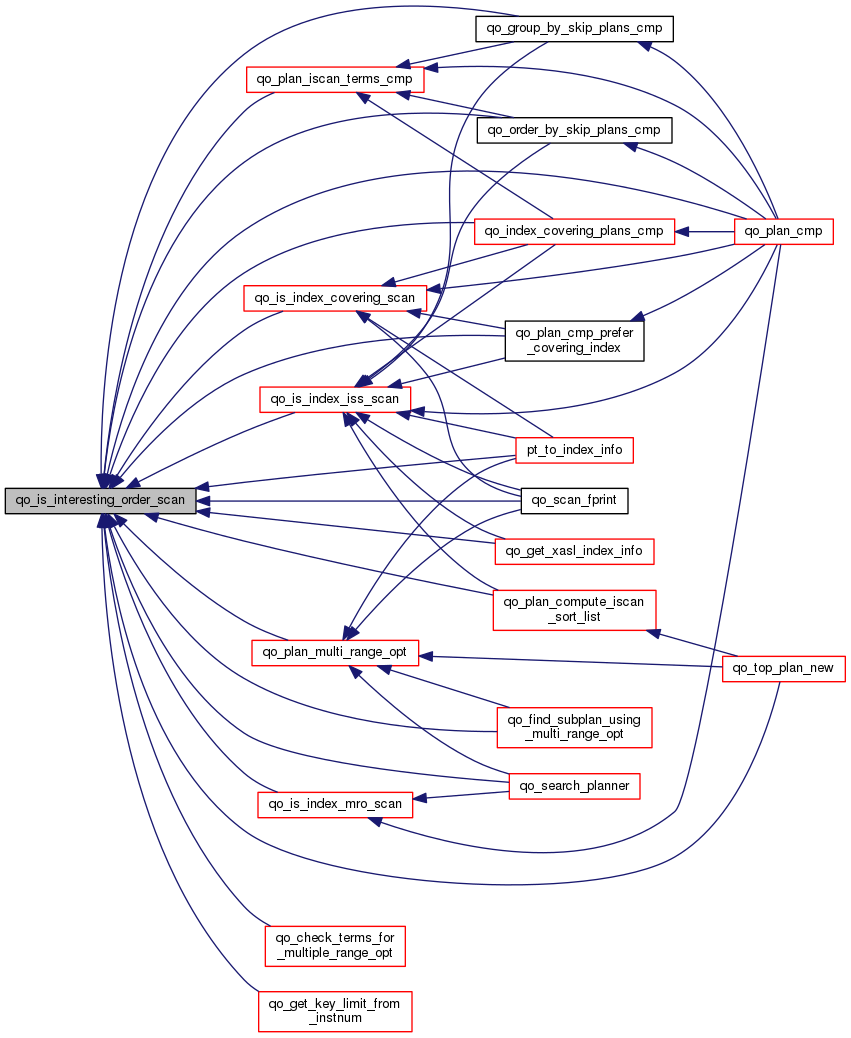 qo_group_by_skip_plans_cmp
qo_plan_iscan_terms_cmp
qo_order_by_skip_plans_cmp
qo_index_covering_plans_cmp
qo_plan_cmp
qo_is_index_covering_scan
qo_plan_cmp_prefer
_covering_index
qo_is_index_iss_scan
pt_to_index_info
qo_is_interesting_order_scan
qo_scan_fprint
qo_get_xasl_index_info
qo_plan_compute_iscan
_sort_list
qo_plan_multi_range_opt
qo_top_plan_new
qo_find_subplan_using
_multi_range_opt
qo_search_planner
qo_is_index_mro_scan
qo_check_terms_for
_multiple_range_opt
qo_get_key_limit_from
_instnum